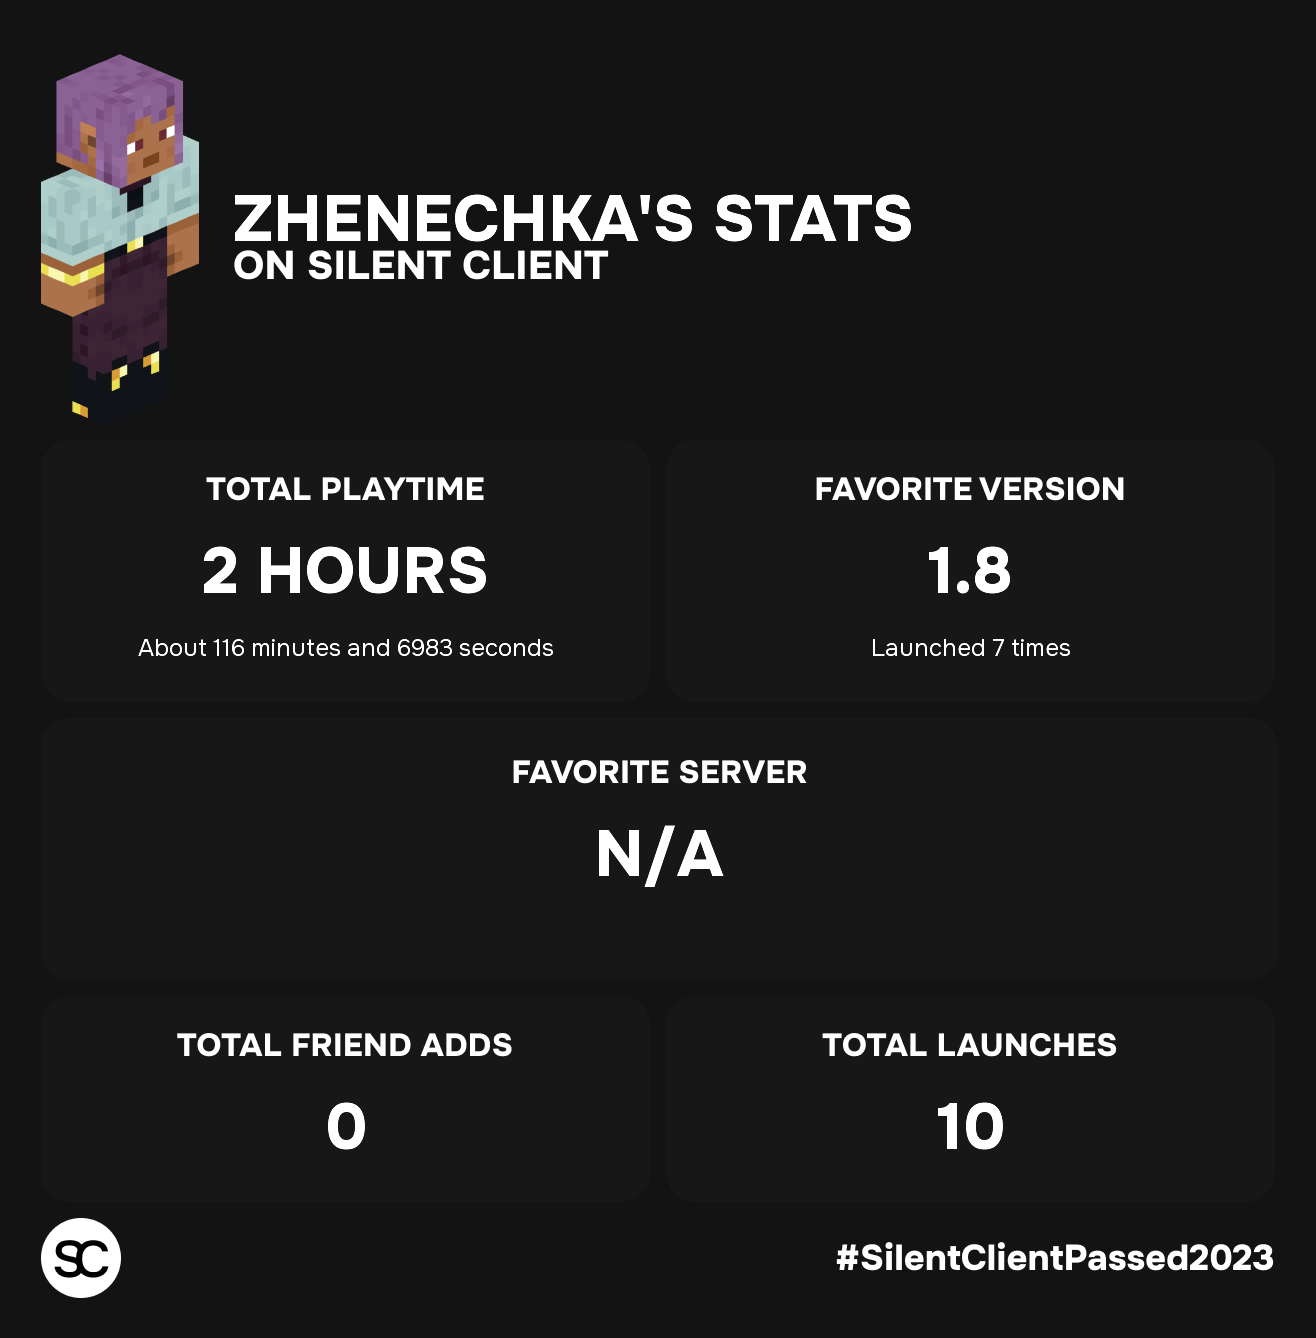 ZHENECHKA'S STATS
ON SILENT CLIENT
TOTAL PLAYTIME
2 HOURS
About 116 minutes and 6983 seconds
FAVORITE VERSION
1.8
Launched 7 times
FAVORITE SERVER
N/A
TOTAL FRIEND ADDS
0
TOTAL LAUNCHES
10
SC
#SilentClientPassed2023